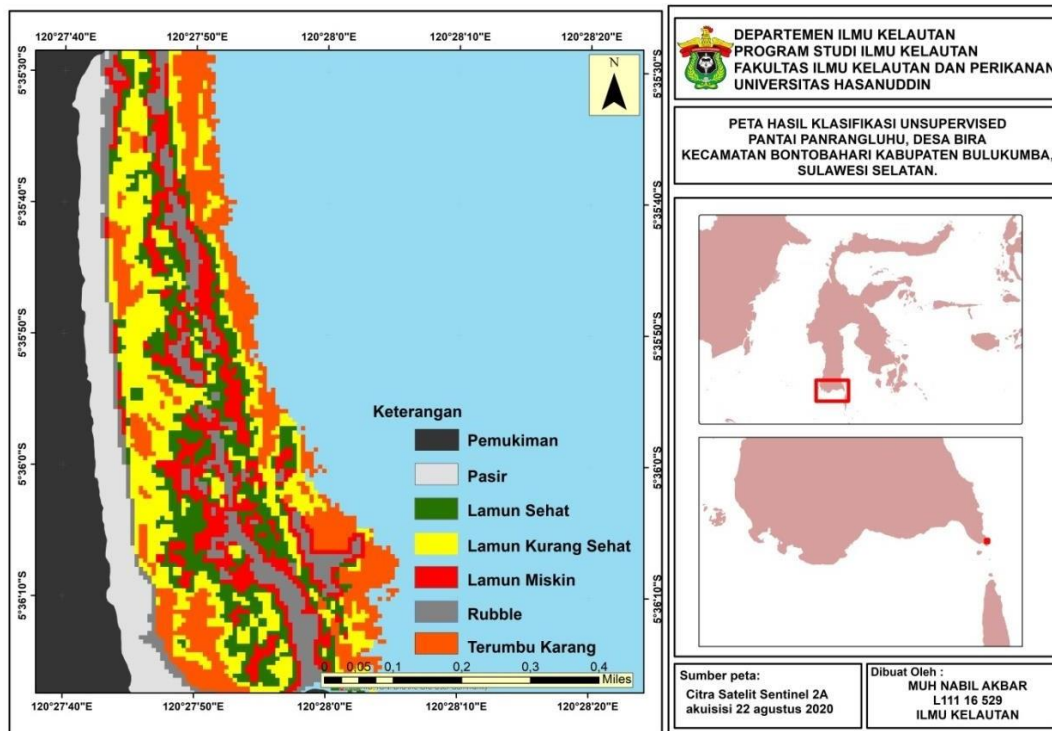 120°27'40"E
120°27'50"E
120°28'0"E
120°28'10"E
120°28'20"E
5°35'30"S
5°35'40"S
5°35'50"S
5°36'0"S
5°36'10"S
5°35'30"S
5°35'40"S
5°35'50"S
5°36'0"S
5°36'10"S
N
Keterangan
Pemukiman
Pasir
Lamun Sehat
Lamun Kurang Sehat
Lamun Miskin
Rubble
Terumbu Karang
0 0,05 0,1 0,2 0,3 0,4
Miles
120°27'40"E
120°27'50"E
120°28'0"E
120°28'10"E
120°28'20"E
DEPARTEMEN ILMU KELAUTAN
PROGRAM STUDI ILMU KELAUTAN
FAKULTAS ILMU KELAUTAN DAN PERIKANAN
UNIVERSITAS HASANUDDIN
PETA HASIL KLASIFIKASI UNSUPERVISED
PANTAI PANRANGLUHU, DESA BIRA
KECAMATAN BONTOBAHARI KABUPATEN BULUKUMBA,
SULAWESI SELATAN.
Sumber peta:
Citra Satelit Sentinel 2A
akuisisi 22 agustus 2020
Dibuat Oleh :
MUH NABIL AKBAR
L111 16 529
ILMU KELAUTAN